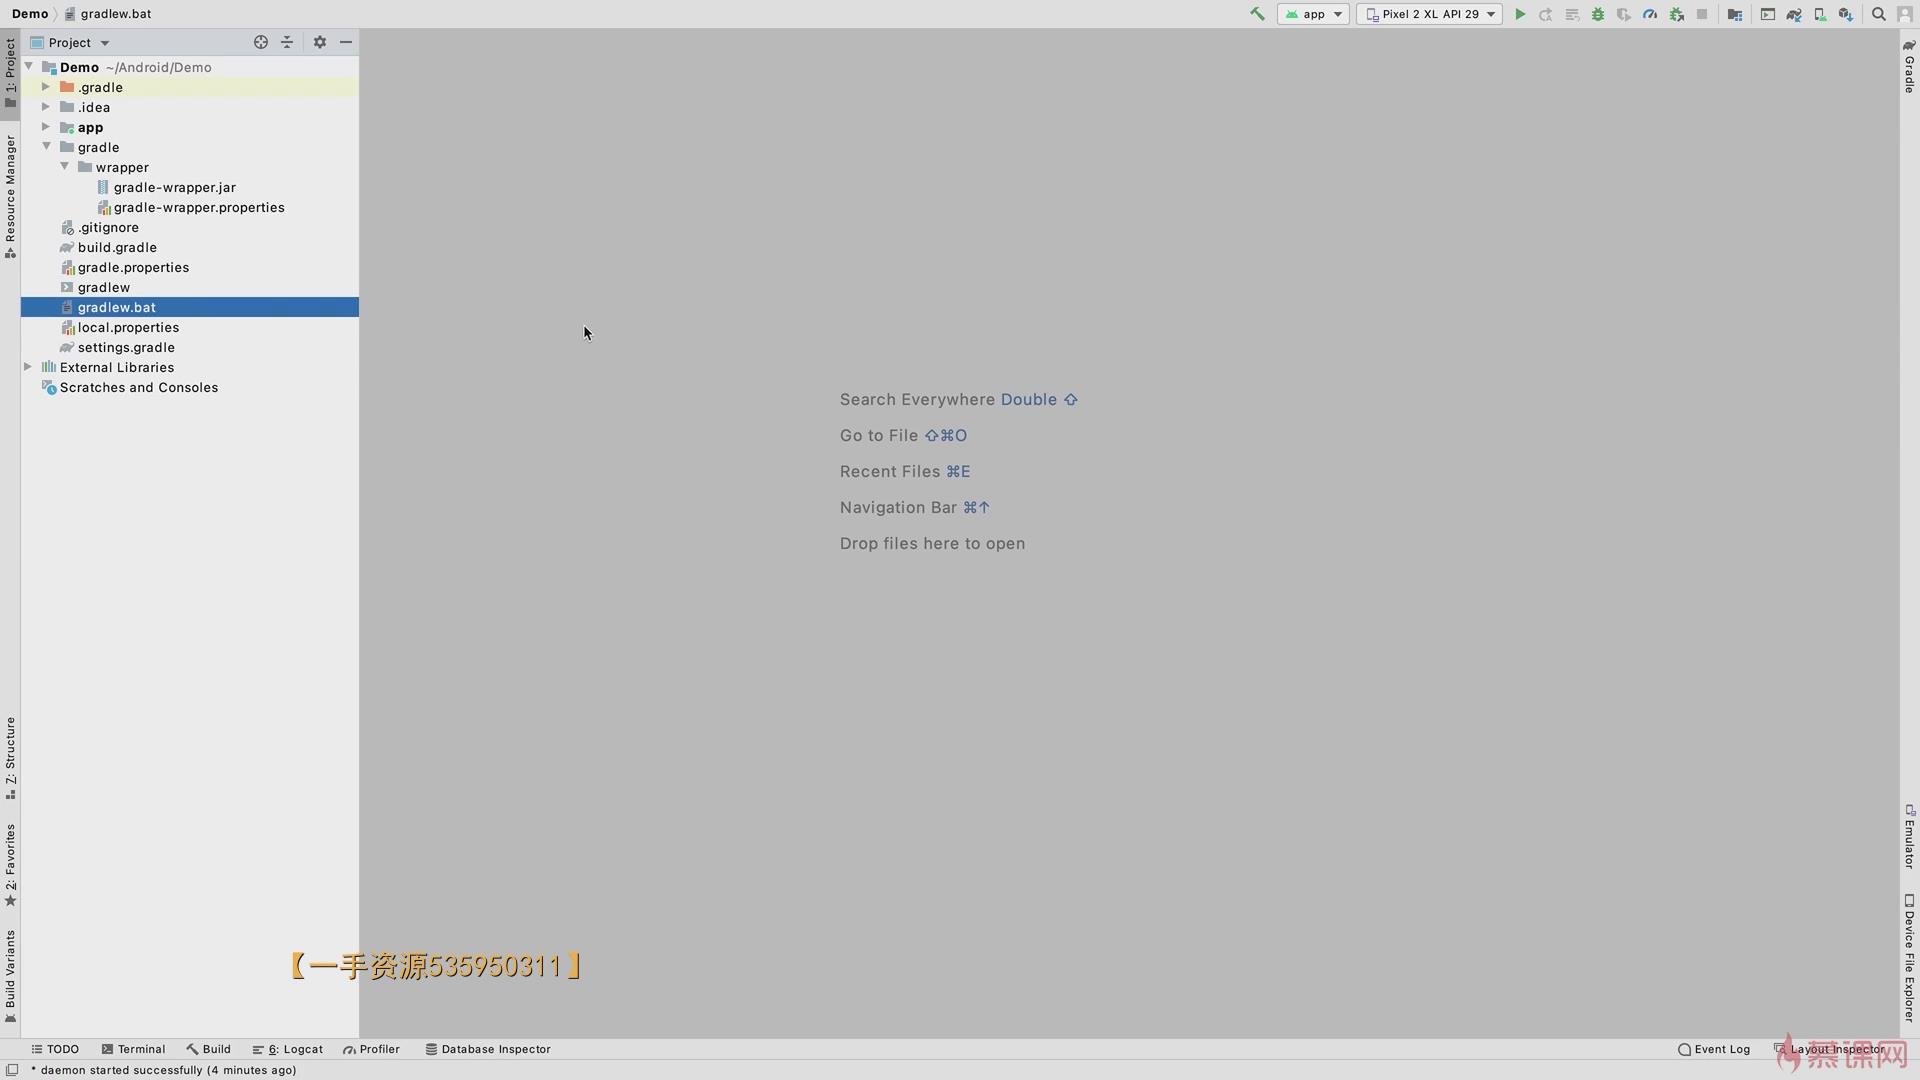 Demo gradlew.bat
app
Pixel 2 XL API 29
Project
Demo ~/Android/Demo
.gradle
.idea
app
gradle
wrapper
gradle-wrapper.jar
gradle-wrapper.properties
.gitignore
build.gradle
gradle.properties
gradlew
gradlew.bat
local.properties
settings.gradle
External Libraries
Scratches and Consoles
1: Project
Resource Manager
Z: Structure
2: Favorites
Build Variants
Search Everywhere Double ⇧
Go to File ⇧⌘O
Recent Files ⌘E
Navigation Bar ⌘↑
Drop files here to open
Gradle
Emulator
Device File Explorer
【一手资源535950311】
TODO
Terminal
Build
6: Logcat
Profiler
Database Inspector
Event Log
Layout Inspector
慕课网
* daemon started successfully (4 minutes ago)